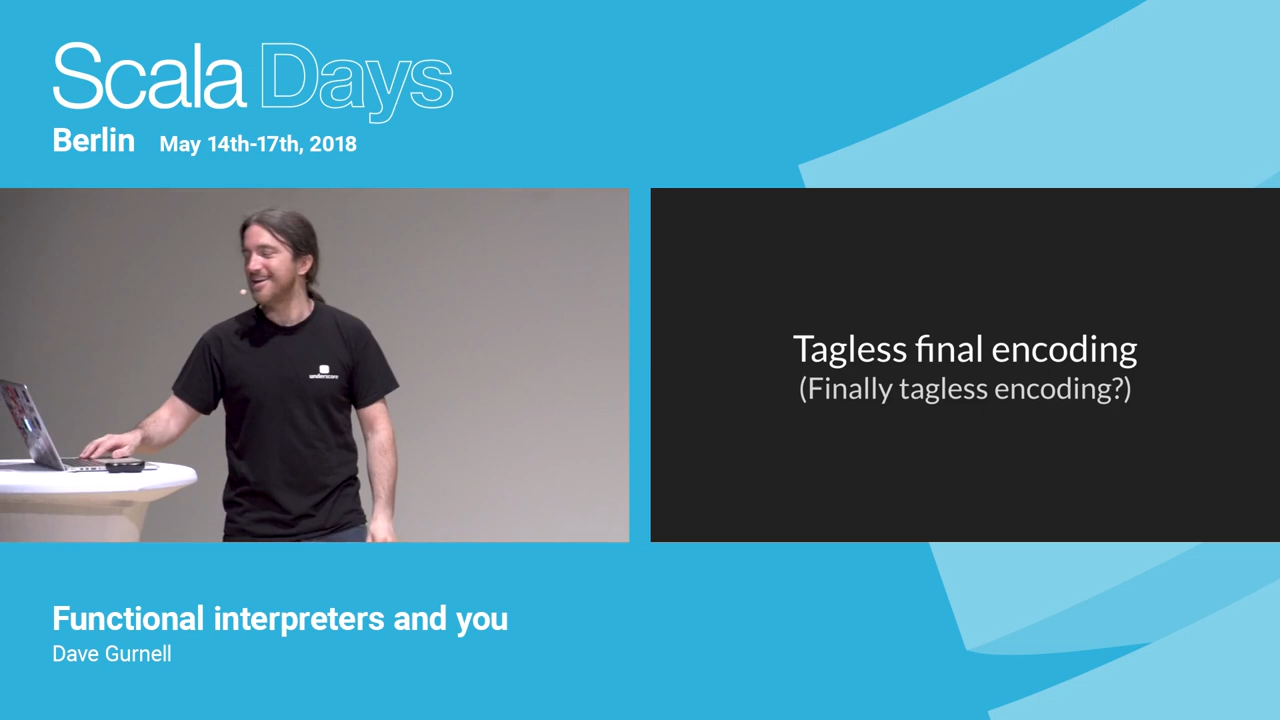 Scala Days
Berlin May 14th-17th, 2018
underscore
Tagless final encoding
(Finally tagless encoding?)
Functional interpreters and you
Dave Gurnell